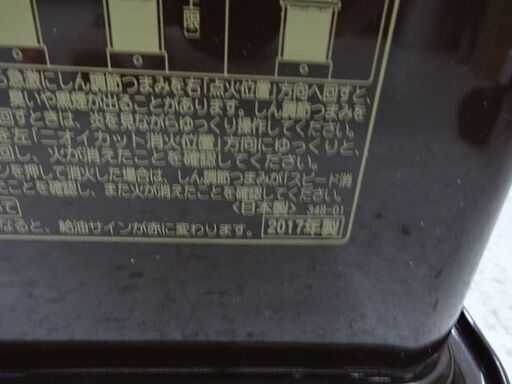 限
ら急激にしん調節つまみを右「点火位置」方向へ回すと、
臭いや黒煙が出ることがあります。しん調節つまみを
回すときは、炎を見ながらゆっくり操作してください。
を左「ニオイカット消火位置」方向にゆっくりと、
回し、火が消えたことを確認してください。
ンを押して消火した場合は、しん調節つまみが「スピード消
ことを確認し、また火が消えたことを確認してください。
〈日本製〉 348-01
なると、給油サインが赤に変わります。 2017年製